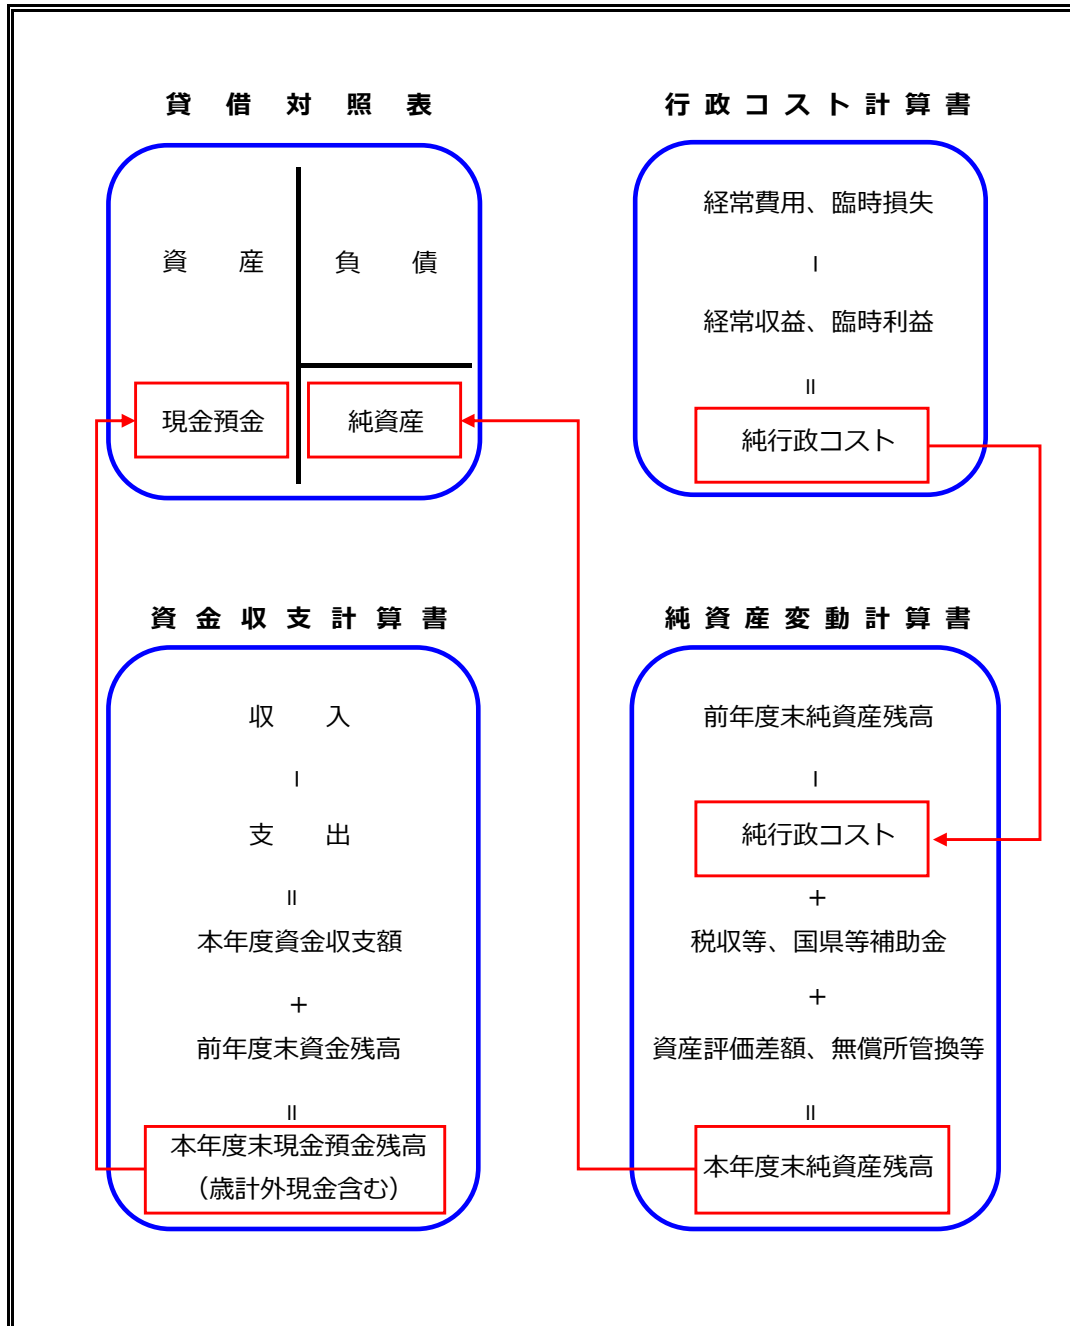 貸借対照表
資産
負債
現金預金
純資産
行政コスト計算書
経常費用、臨時損失
－
経常収益、臨時利益
＝
純行政コスト
資金収支計算書
収入
－
支出
＝
本年度資金収支額
＋
前年度末資金残高
＝
本年度末現金預金残高
（歳計外現金含む）
純資産変動計算書
前年度末純資産残高
－
純行政コスト
＋
税収等、国県等補助金
＋
資産評価差額、無償所管換等
＝
本年度末純資産残高